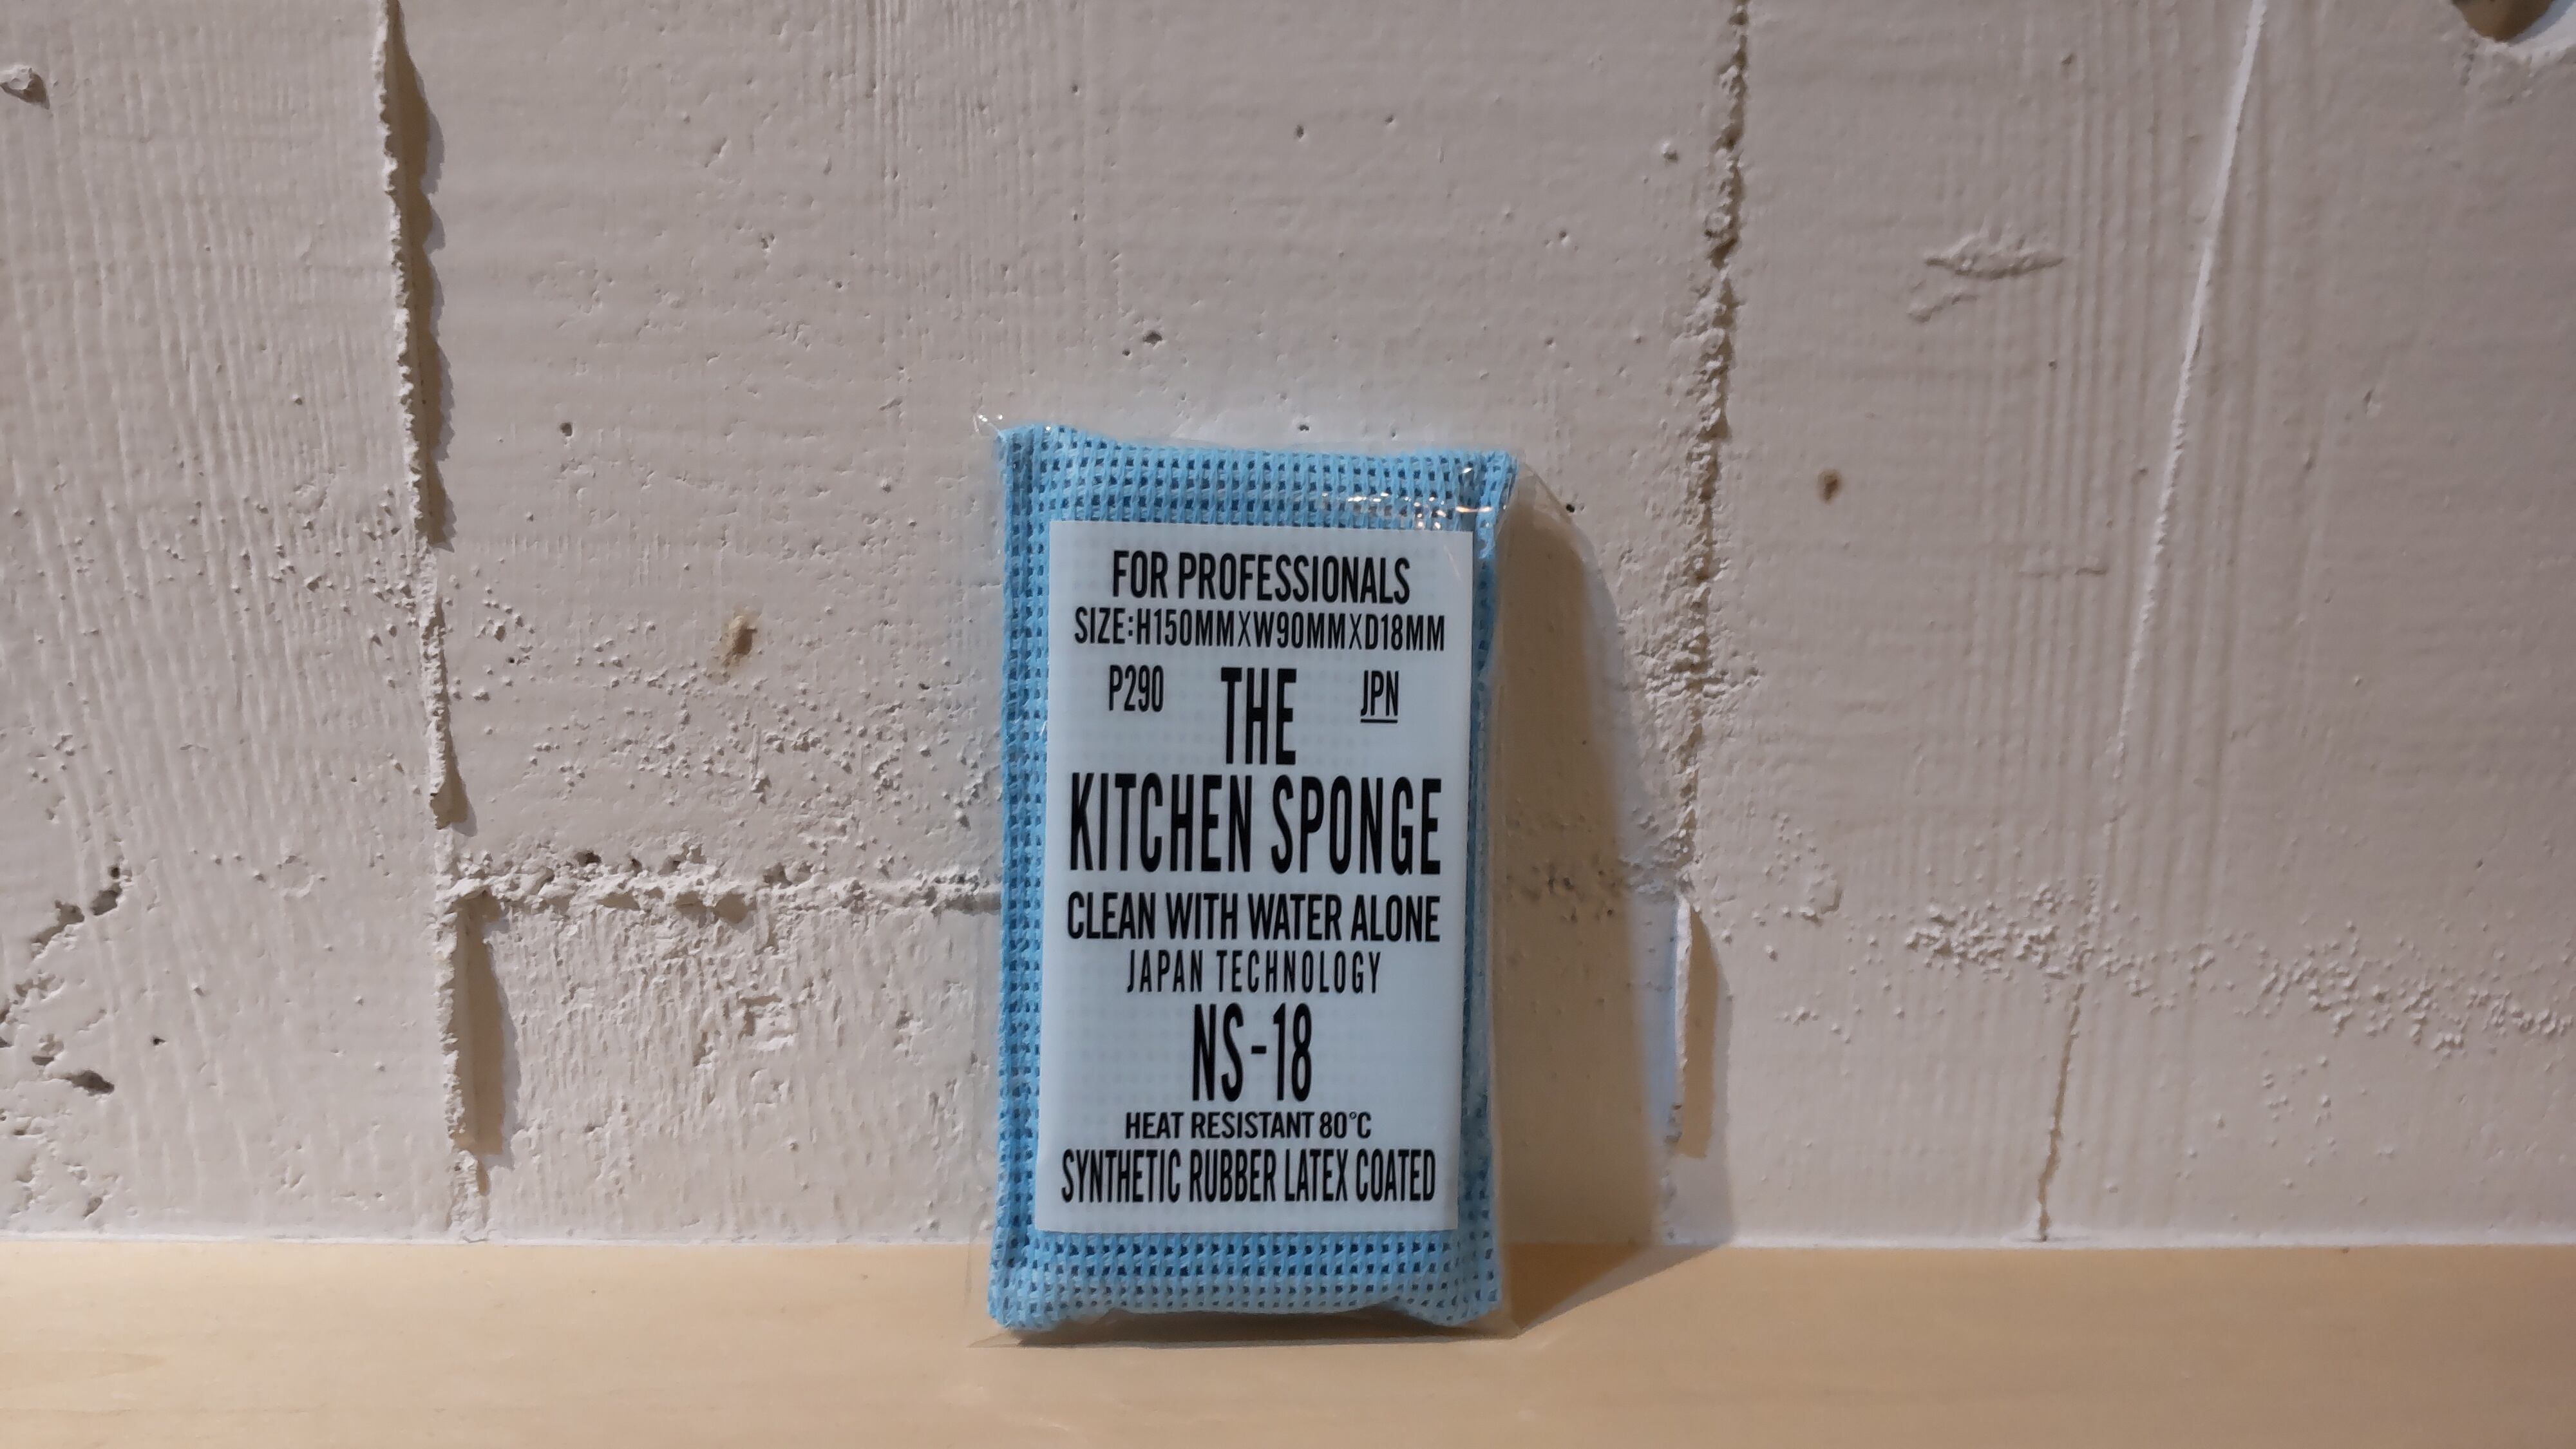 FOR PROFESSIONALS
SIZE:H150MMXW90MMXD18MM
P290 THE JPN
KITCHEN SPONGE
CLEAN WITH WATER ALONE
JAPAN TECHNOLOGY
NS-18
HEAT RESISTANT 80°C
SYNTHETIC RUBBER LATEX COATED